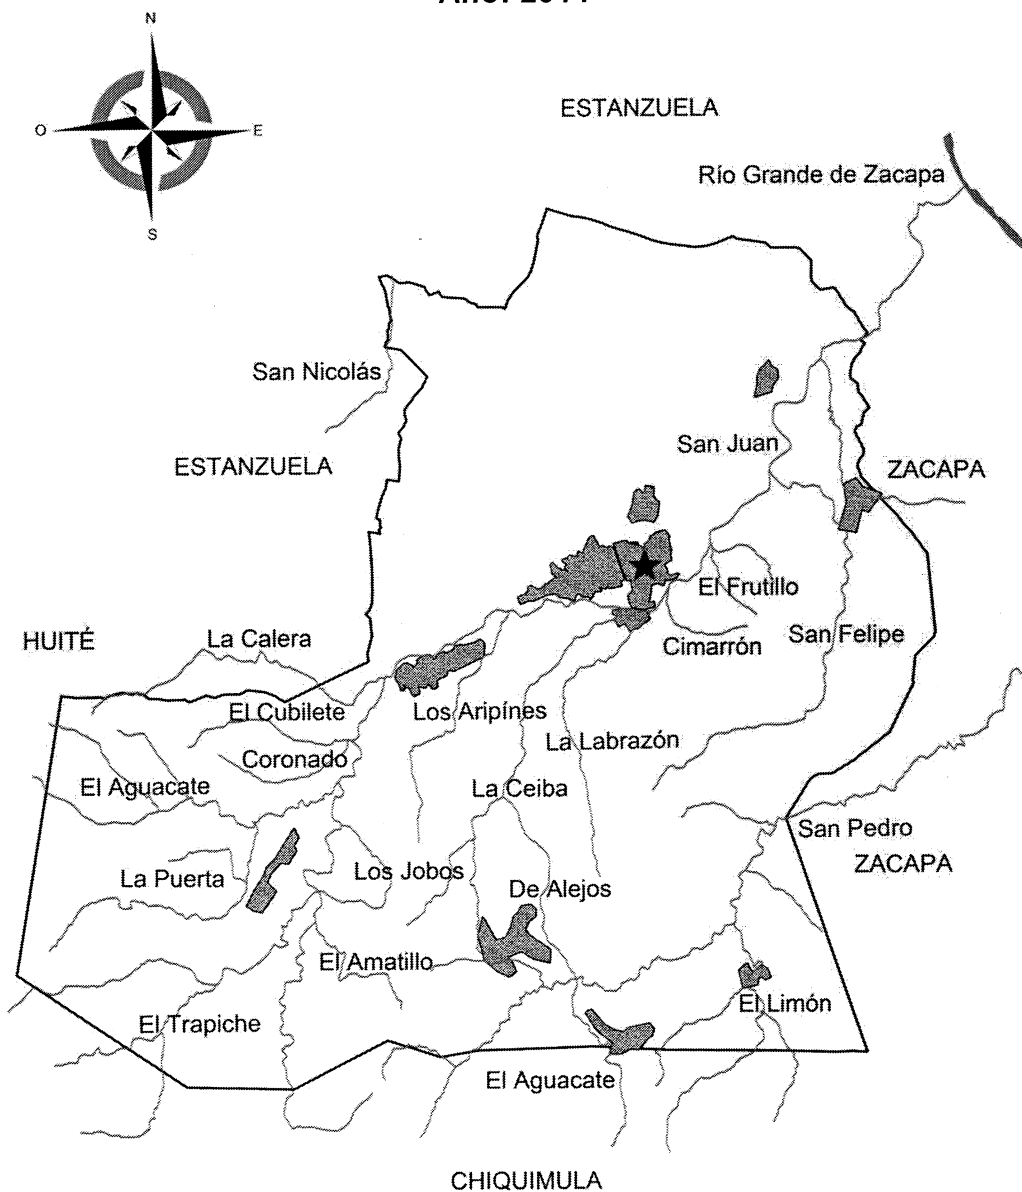 N
O
E
S
ESTANZUELA
Río Grande de Zacapa
San Nicolás
San Juan
ESTANZUELA
ZACAPA
El Frutillo
HUITÉ
La Calera
Cimarrón
San Felipe
El Cubilete
Los Aripínes
La Labrazón
Coronado
El Aguacate
La Ceiba
San Pedro
ZACAPA
La Puerta
Los Jobos
De Alejos
El Amatillo
El Limón
El Trapiche
El Aguacate
CHIQUIMULA